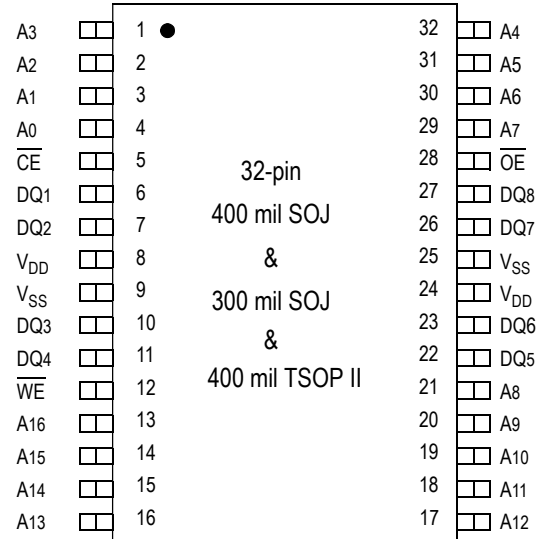 A3 1 32 A4
A2 2 31 A5
A1 3 30 A6
A0 4 29 A7
C̅E̅ 5 28 O̅E̅
DQ1 6 27 DQ8
32-pin
DQ2 7 26 DQ7
400 mil SOJ
VDD 8 25 VSS
&
VSS 9 24 VDD
300 mil SOJ
DQ3 10 23 DQ6
&
DQ4 11 22 DQ5
400 mil TSOP II
W̅E̅ 12 21 A8
A16 13 20 A9
A15 14 19 A10
A14 15 18 A11
A13 16 17 A12